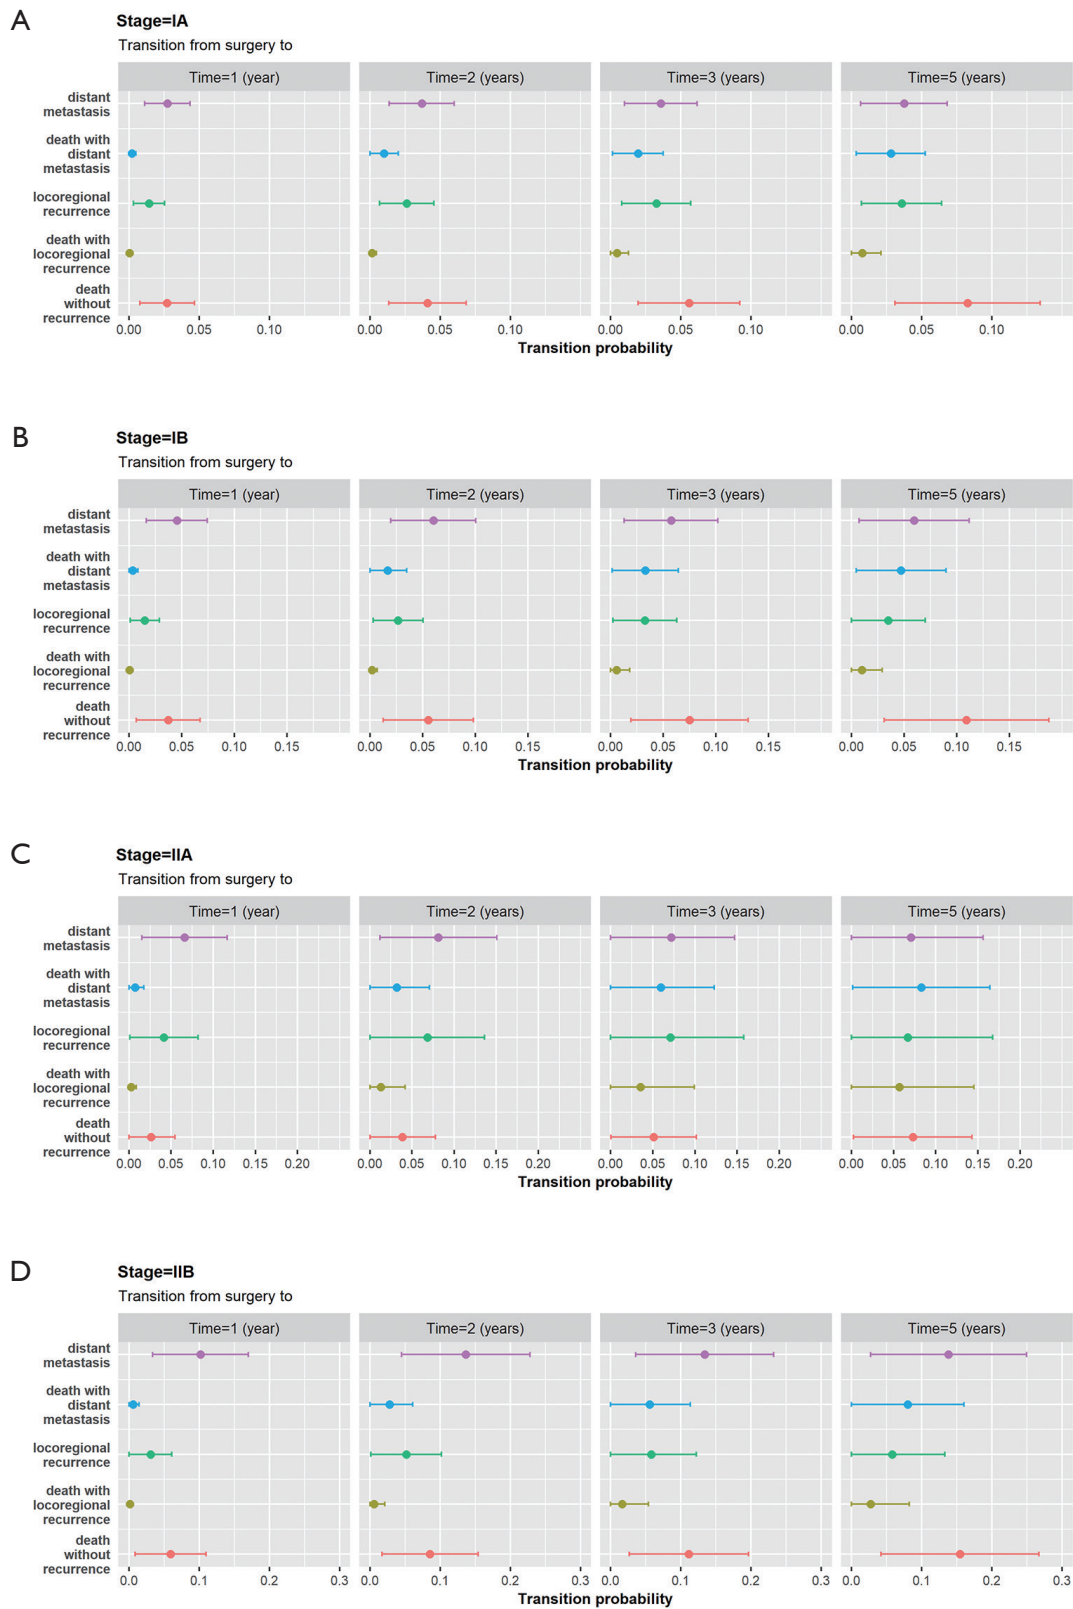 A
Stage=IA
Transition from surgery to
Time=1 (year) Time=2 (years) Time=3 (years) Time=5 (years)
distant
metastasis
death with
distant
metastasis
locoregional
recurrence
death with
locoregional
recurrence
death
without
recurrence
0.00 0.05 0.10 0.00 0.05 0.10 0.00 0.05 0.10 0.00 0.05 0.10
Transition probability
B
Stage=IB
Transition from surgery to
Time=1 (year) Time=2 (years) Time=3 (years) Time=5 (years)
distant
metastasis
death with
distant
metastasis
locoregional
recurrence
death with
locoregional
recurrence
death
without
recurrence
0.00 0.05 0.10 0.15 0.00 0.05 0.10 0.15 0.00 0.05 0.10 0.15 0.00 0.05 0.10 0.15
Transition probability
C
Stage=IIA
Transition from surgery to
Time=1 (year) Time=2 (years) Time=3 (years) Time=5 (years)
distant
metastasis
death with
distant
metastasis
locoregional
recurrence
death with
locoregional
recurrence
death
without
recurrence
0.00 0.05 0.10 0.15 0.20 0.00 0.05 0.10 0.15 0.20 0.00 0.05 0.10 0.15 0.20 0.00 0.05 0.10 0.15 0.20
Transition probability
D
Stage=IIB
Transition from surgery to
Time=1 (year) Time=2 (years) Time=3 (years) Time=5 (years)
distant
metastasis
death with
distant
metastasis
locoregional
recurrence
death with
locoregional
recurrence
death
without
recurrence
0.0 0.1 0.2 0.3 0.0 0.1 0.2 0.3 0.0 0.1 0.2 0.3 0.0 0.1 0.2 0.3
Transition probability